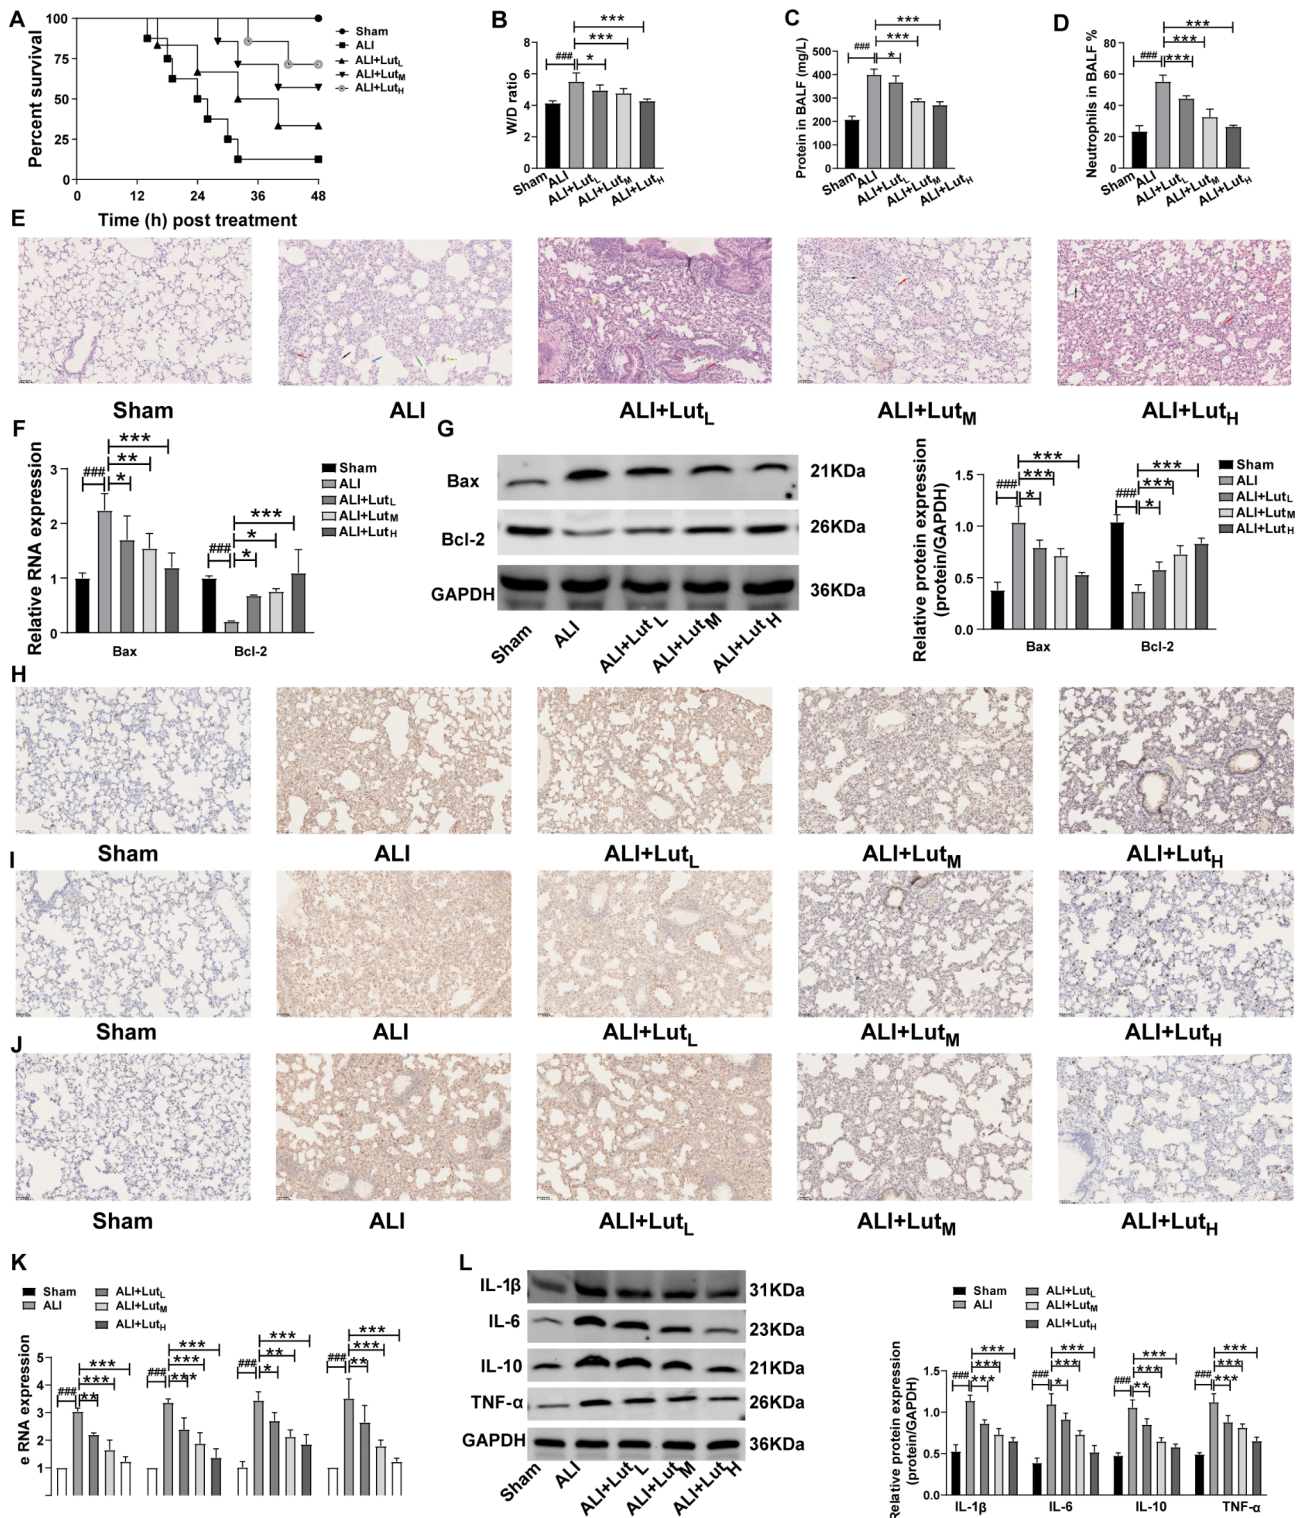 A
Percent survival
100
75
50
25
0
0 12 24 36 48
Time (h) post treatment
Sham
ALI
ALI+LutL
ALI+LutM
ALI+LutH
B
W/D ratio
8
6
4
2
0
### * *** ***
Sham ALI ALI+LutL ALI+LutM ALI+LutH
C
Protein in BALF (mg/L)
500
400
300
200
100
0
### * *** ***
Sham ALI ALI+LutL ALI+LutM ALI+LutH
D
Neutrophils in BALF %
80
60
40
20
0
### *** *** ***
Sham ALI ALI+LutL ALI+LutM ALI+LutH
E
Sham ALI ALI+LutL ALI+LutM ALI+LutH
F
Relative RNA expression
3
2
1
0
### * ** ***
### * * ***
Bax Bcl-2
Sham
ALI
ALI+LutL
ALI+LutM
ALI+LutH
G
Bax 21KDa
Bcl-2 26KDa
GAPDH 36KDa
Sham ALI ALI+LutL ALI+LutM ALI+LutH
Relative protein expression
(protein/GAPDH)
1.5
1.0
0.5
0.0
### * *** ***
### * *** ***
Bax Bcl-2
Sham
ALI
ALI+LutL
ALI+LutM
ALI+LutH
H
Sham ALI ALI+LutL ALI+LutM ALI+LutH
I
Sham ALI ALI+LutL ALI+LutM ALI+LutH
J
Sham ALI ALI+LutL ALI+LutM ALI+LutH
K
Sham
ALI
ALI+LutL
ALI+LutM
ALI+LutH
e RNA expression
5
4
3
2
1
### ** *** ***
### *** *** ***
### * ** ***
### ** *** ***
L
IL-1β 31KDa
IL-6 23KDa
IL-10 21KDa
TNF-α 26KDa
GAPDH 36KDa
Sham ALI ALI+LutL ALI+LutM ALI+LutH
Sham
ALI
ALI+LutL
ALI+LutM
ALI+LutH
Relative protein expression
(protein/GAPDH)
1.5
1.0
0.5
0.0
### *** *** ***
### * *** ***
### ** *** ***
### *** *** ***
IL-1β IL-6 IL-10 TNF-α